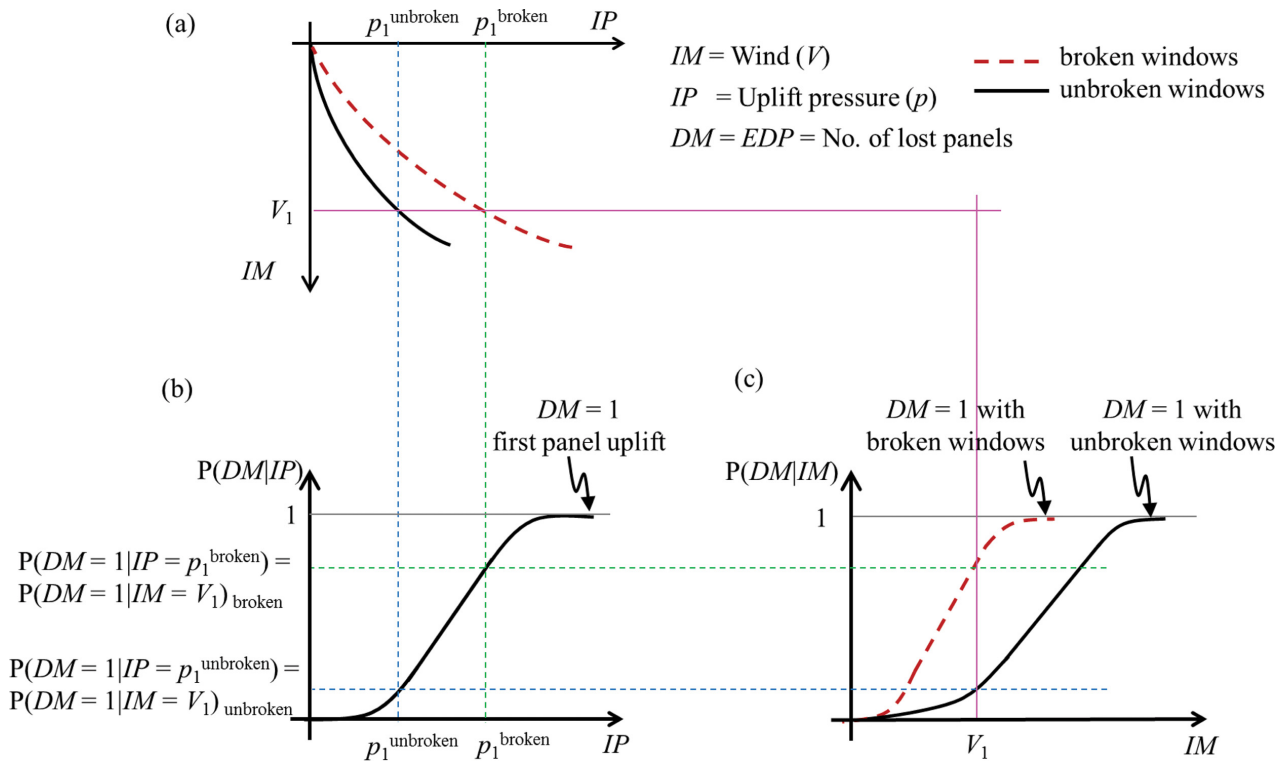 (a)
p₁ᵘⁿᵇʳᵒᵏᵉⁿ p₁ᵇʳᵒᵏᵉⁿ IP
IM = Wind (V)
IP = Uplift pressure (p)
DM = EDP = No. of lost panels
broken windows
unbroken windows
V₁
IM
(b)
DM = 1
first panel uplift
P(DM|IP)
1
P(DM = 1|IP = p₁ᵇʳᵒᵏᵉⁿ) =
P(DM = 1|IM = V₁) broken
P(DM = 1|IP = p₁ᵘⁿᵇʳᵒᵏᵉⁿ) =
P(DM = 1|IM = V₁) unbroken
p₁ᵘⁿᵇʳᵒᵏᵉⁿ p₁ᵇʳᵒᵏᵉⁿ IP
(c)
DM = 1 with
broken windows
DM = 1 with
unbroken windows
P(DM|IM)
1
V₁ IM